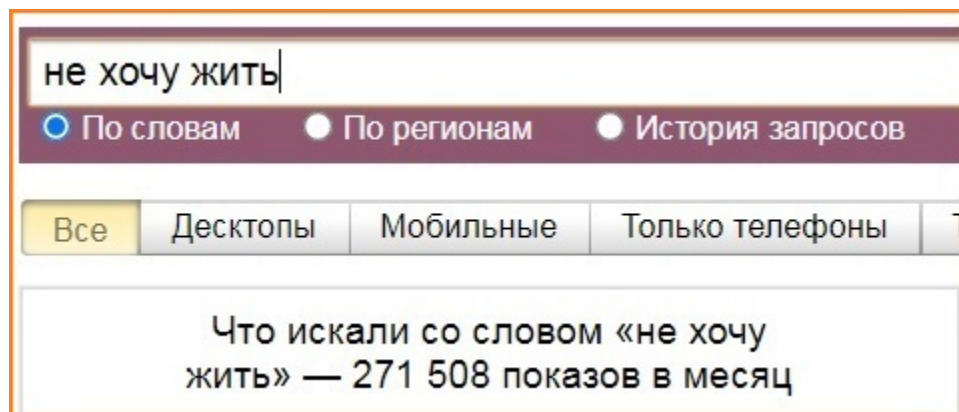 не хочу жить
По словам По регионам История запросов
Все Десктопы Мобильные Только телефоны
Что искали со словом «не хочу
жить» — 271 508 показов в месяц